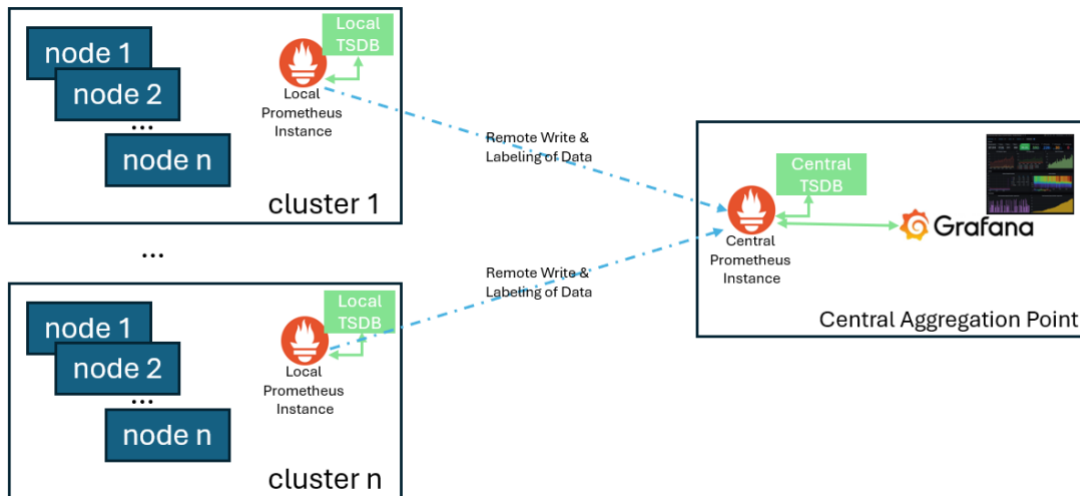 node 1
node 2
...
node n
Local
TSDB
Local
Prometheus
Instance
cluster 1
Remote Write &
Labeling of Data
...
node 1
node 2
...
node n
Local
TSDB
Local
Prometheus
Instance
cluster n
Remote Write &
Labeling of Data
Central
TSDB
Central
Prometheus
Instance
Grafana
Central Aggregation Point